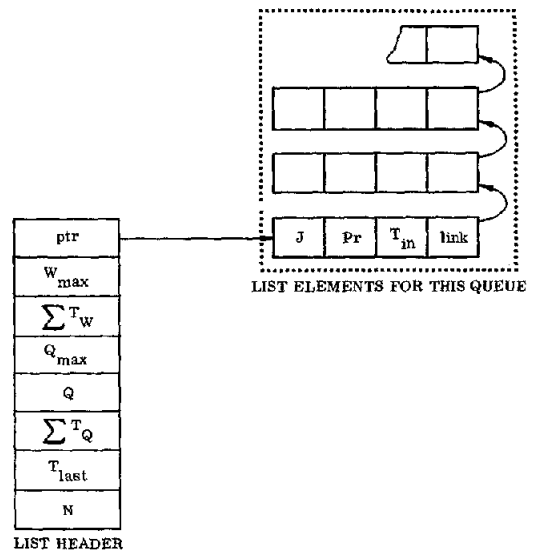 J Pr T_in link
LIST ELEMENTS FOR THIS QUEUE
ptr
W_max
∑ T_W
Q_max
Q
∑ T_Q
T_last
N
LIST HEADER